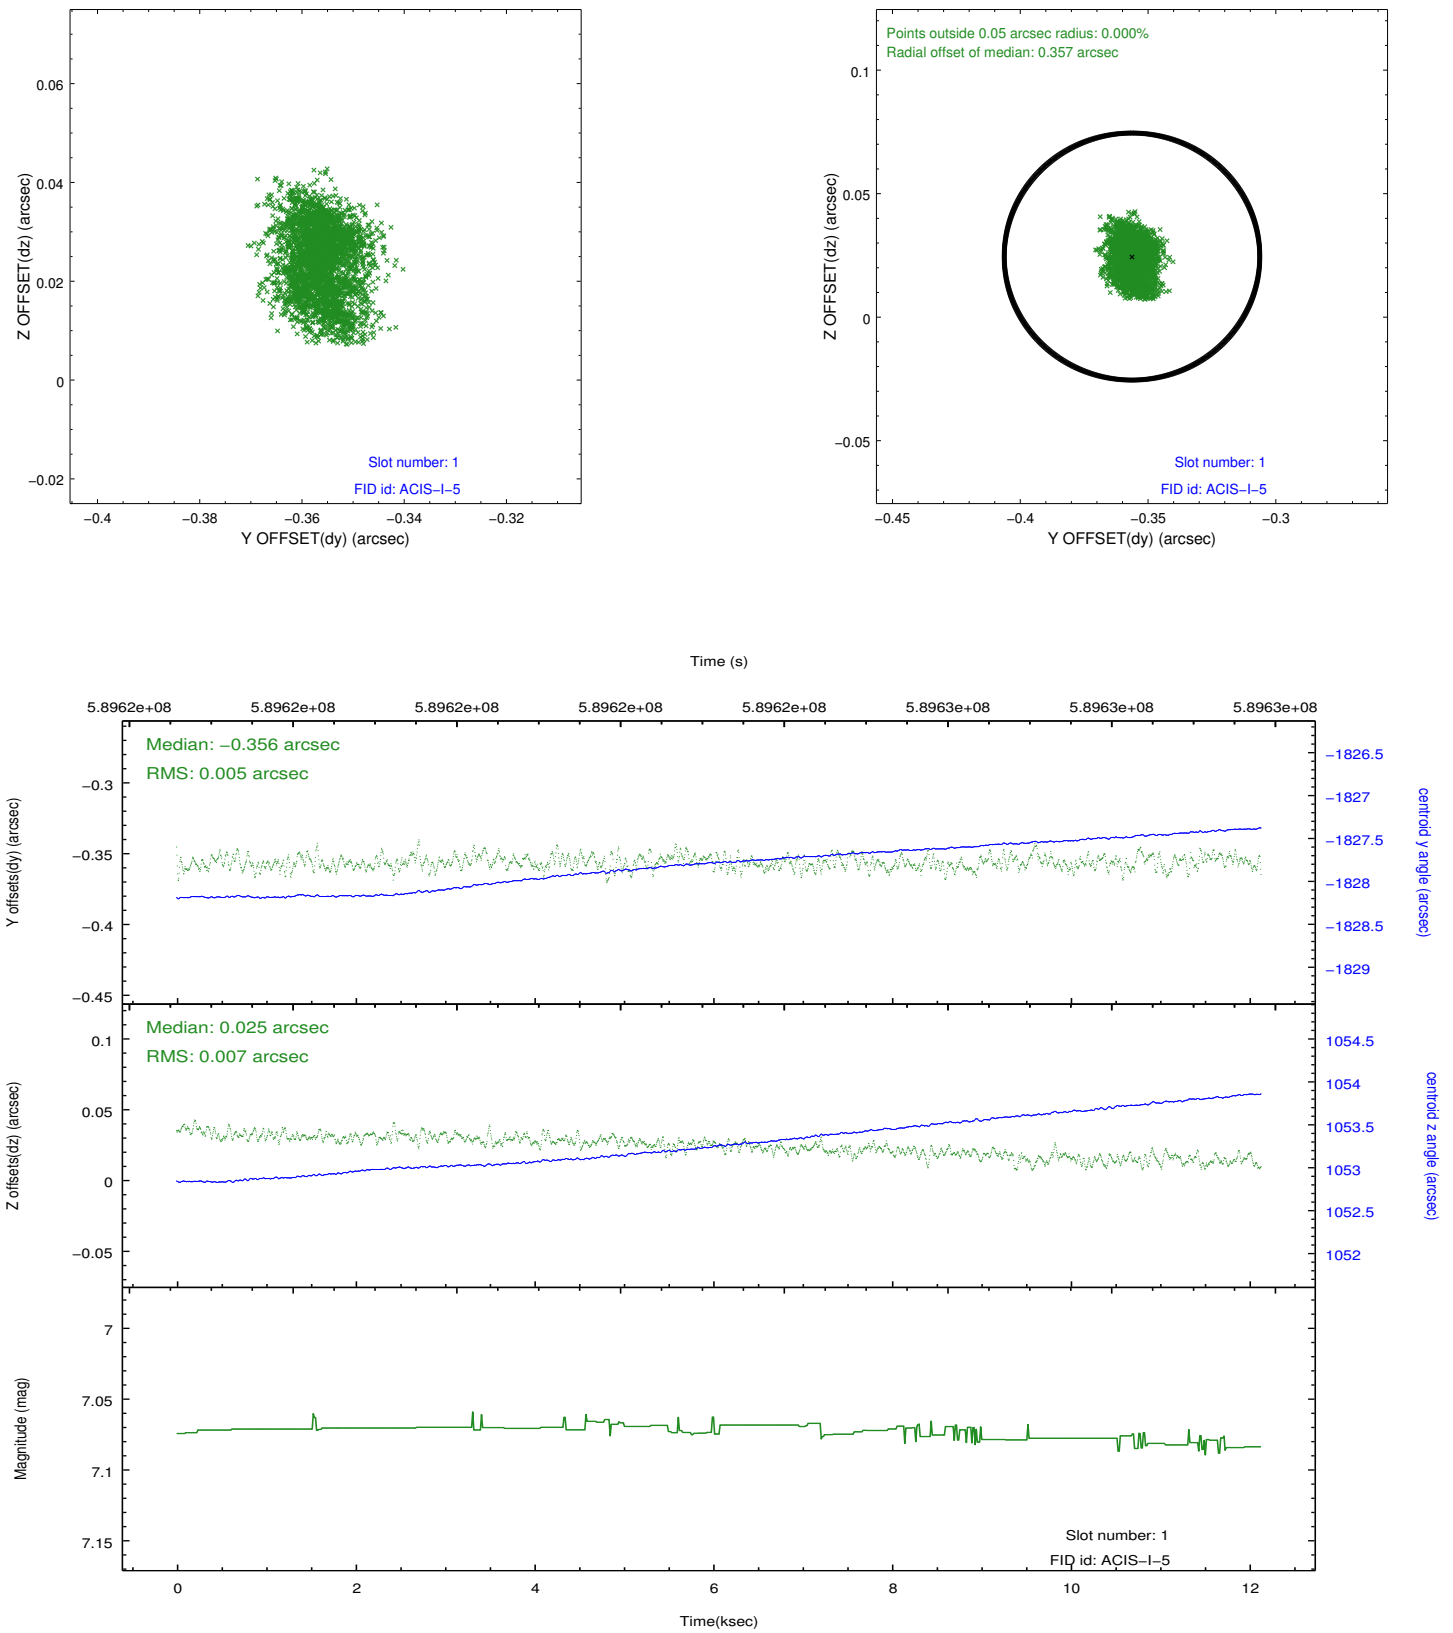 0.06
0.04
0.02
0
−0.02
−0.4
−0.38
−0.36
−0.34
−0.32
Z OFFSET(dz) (arcsec)
Y OFFSET(dy) (arcsec)
Slot number: 1
FID id: ACIS−I−5
Points outside 0.05 arcsec radius: 0.000%
Radial offset of median: 0.357 arcsec
0.1
0.05
0
−0.05
−0.45
−0.4
−0.35
−0.3
Z OFFSET(dz) (arcsec)
Y OFFSET(dy) (arcsec)
Slot number: 1
FID id: ACIS−I−5
Time (s)
5.8962e+08
5.8962e+08
5.8962e+08
5.8962e+08
5.8962e+08
5.8963e+08
5.8963e+08
5.8963e+08
Median: −0.356 arcsec
RMS: 0.005 arcsec
−0.3
−0.35
−0.4
−0.45
Y offsets(dy) (arcsec)
−1826.5
−1827
−1827.5
−1828
−1828.5
−1829
centroid y angle (arcsec)
Median: 0.025 arcsec
RMS: 0.007 arcsec
0.1
0.05
0
−0.05
Z offsets(dz) (arcsec)
1054.5
1054
1053.5
1053
1052.5
1052
centroid z angle (arcsec)
7
7.05
7.1
7.15
Magnitude (mag)
Slot number: 1
FID id: ACIS−I−5
0
2
4
6
8
10
12
Time(ksec)